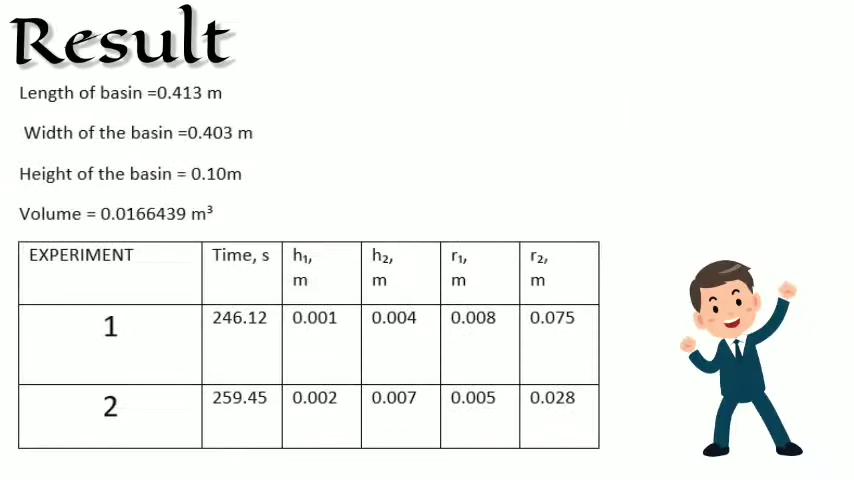 Result
Length of basin =0.413 m
Width of the basin =0.403 m
Height of the basin = 0.10m
Volume = 0.0166439 m³
EXPERIMENT Time, s h₁, m h₂, m r₁, m r₂, m
1 246.12 0.001 0.004 0.008 0.075
2 259.45 0.002 0.007 0.005 0.028